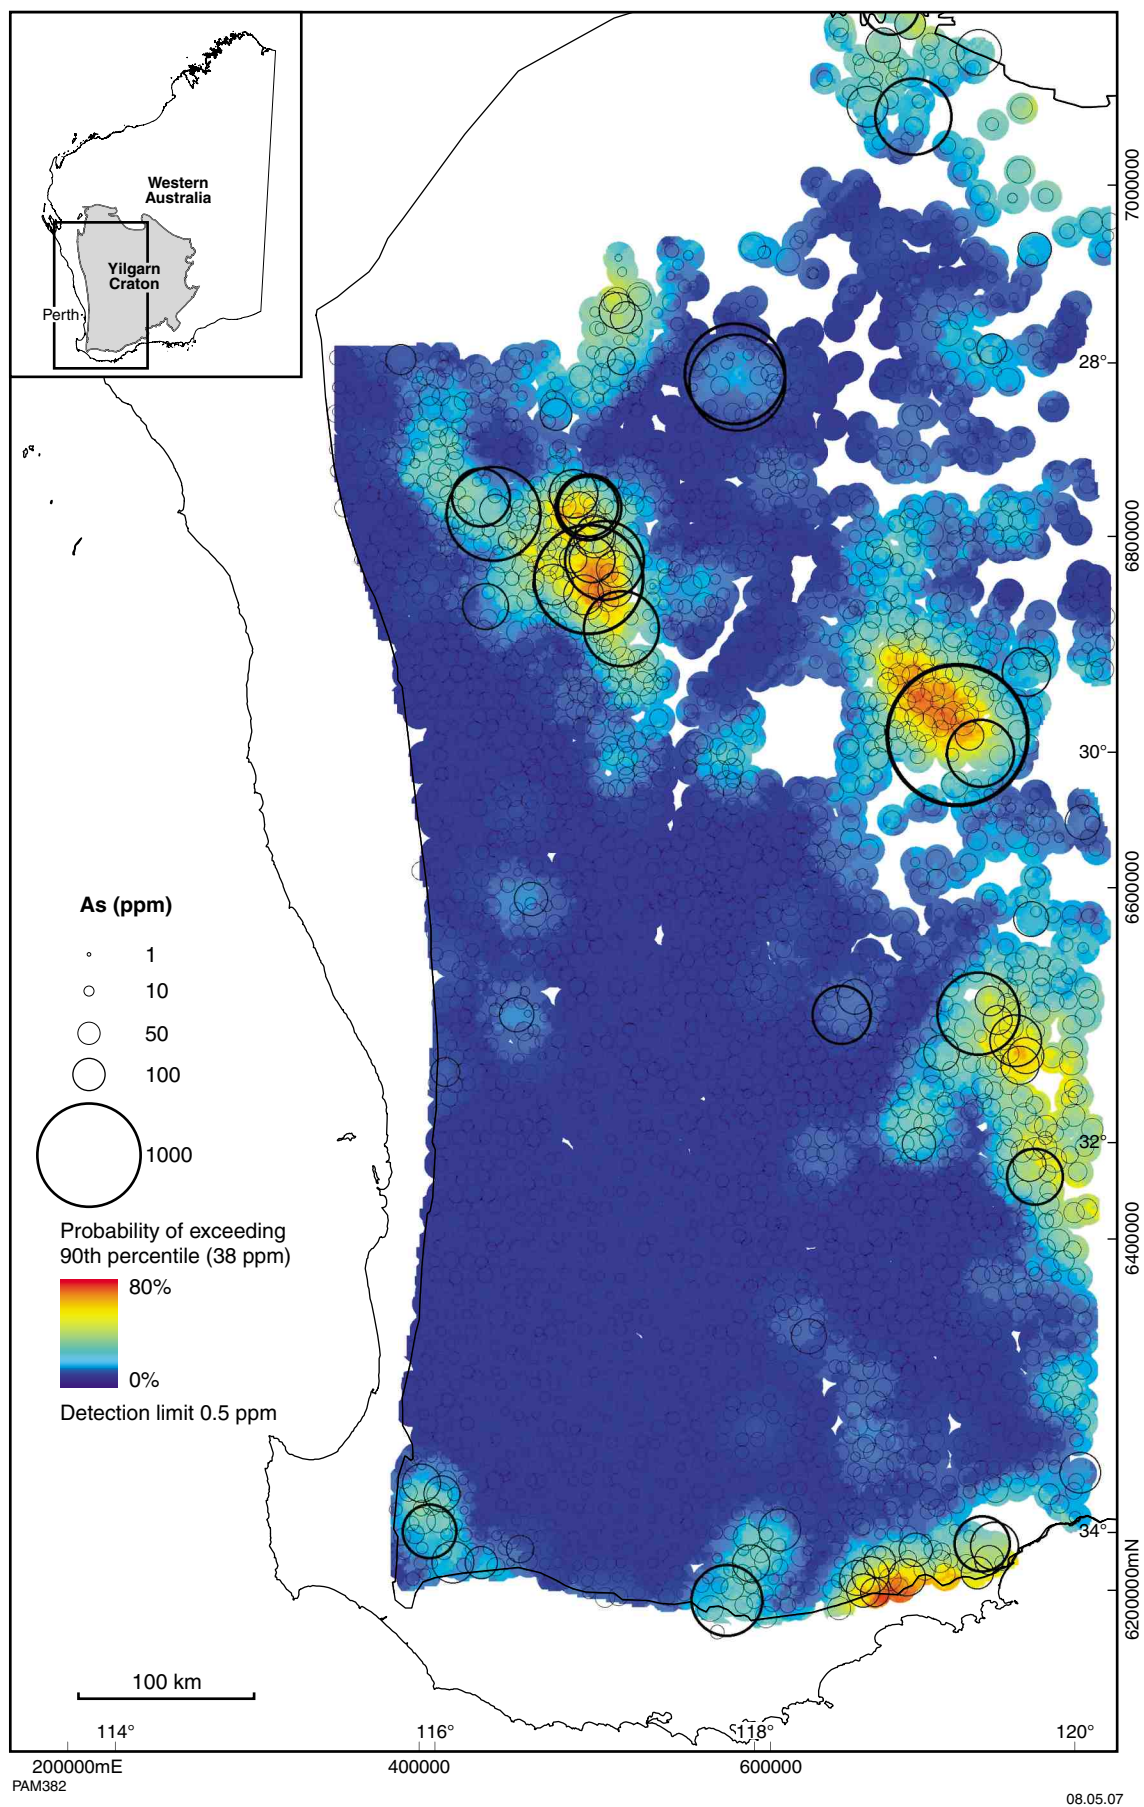 Western
Australia
Yilgarn
Craton
Perth
7000000
28°
6800000
30°
6600000
32°
6400000
34°
6200000mN
As (ppm)
1
10
50
100
1000
Probability of exceeding
90th percentile (38 ppm)
80%
0%
Detection limit 0.5 ppm
100 km
114°
116°
118°
120°
200000mE
400000
600000
PAM382
08.05.07